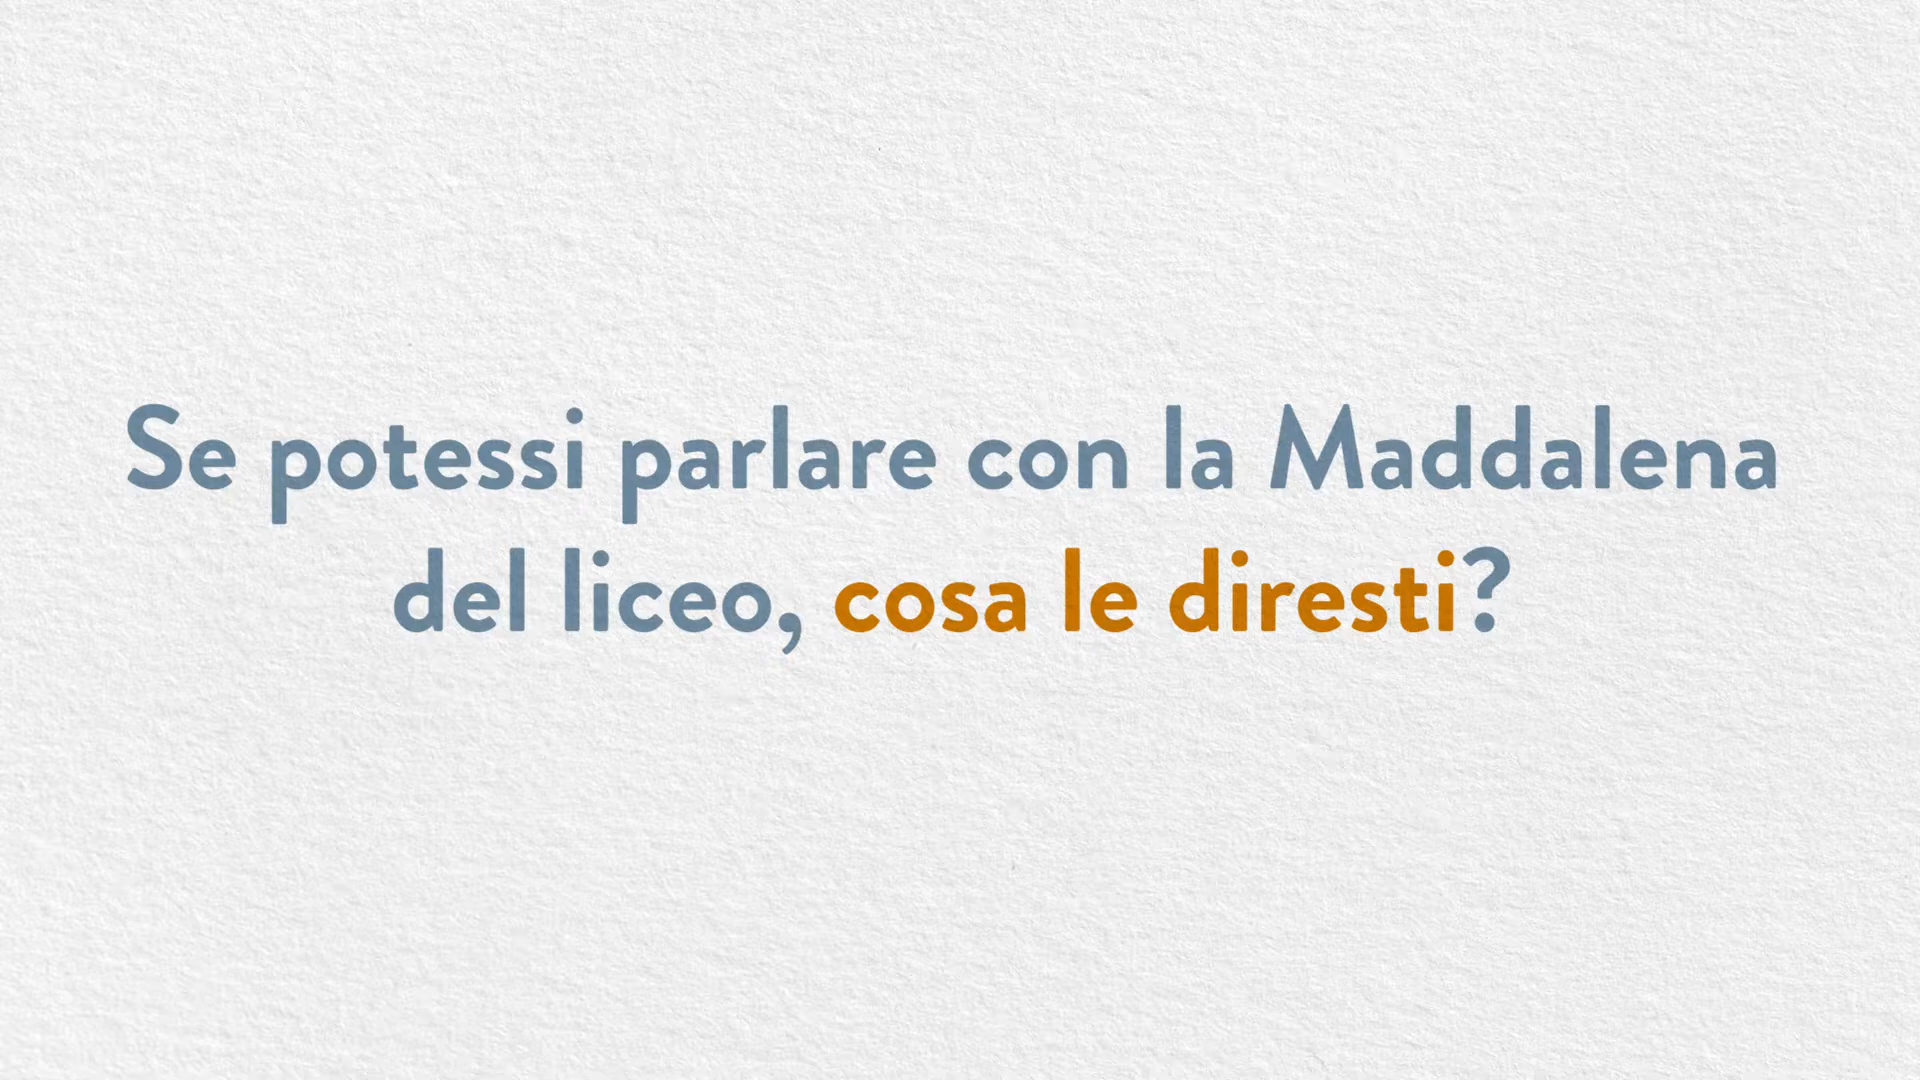 Se potessi parlare con la Maddalena
del liceo, cosa le diresti?